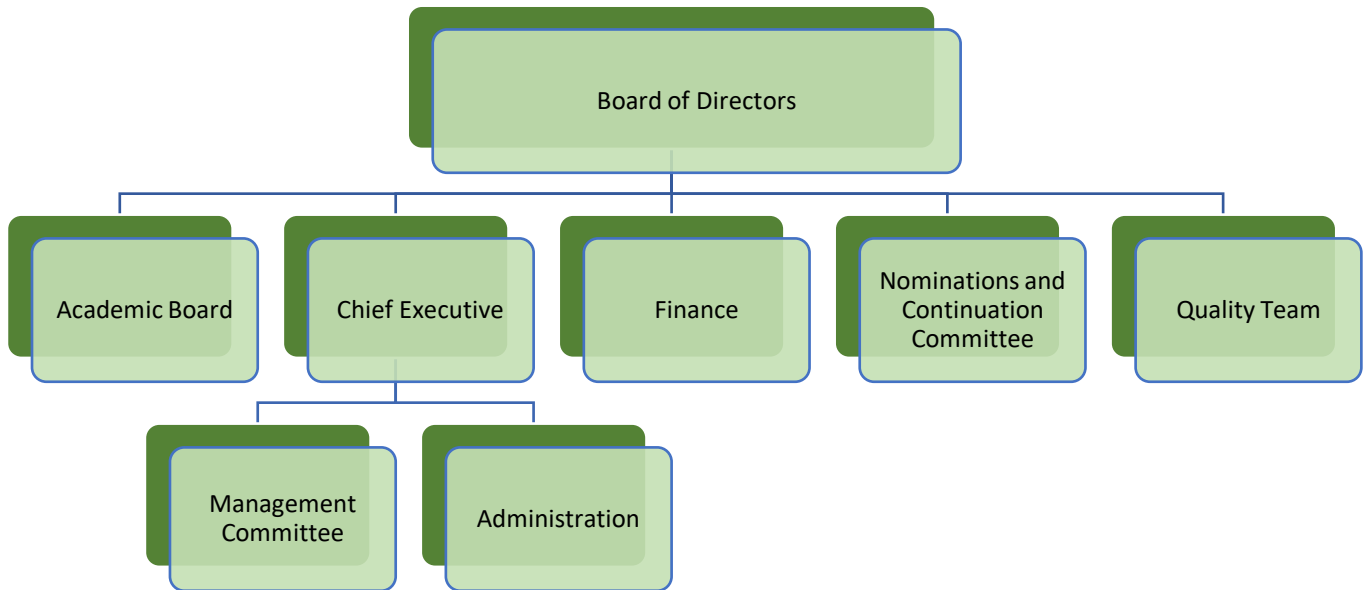 Board of Directors
Academic Board
Chief Executive
Finance
Nominations and
Continuation
Committee
Quality Team
Management
Committee
Administration